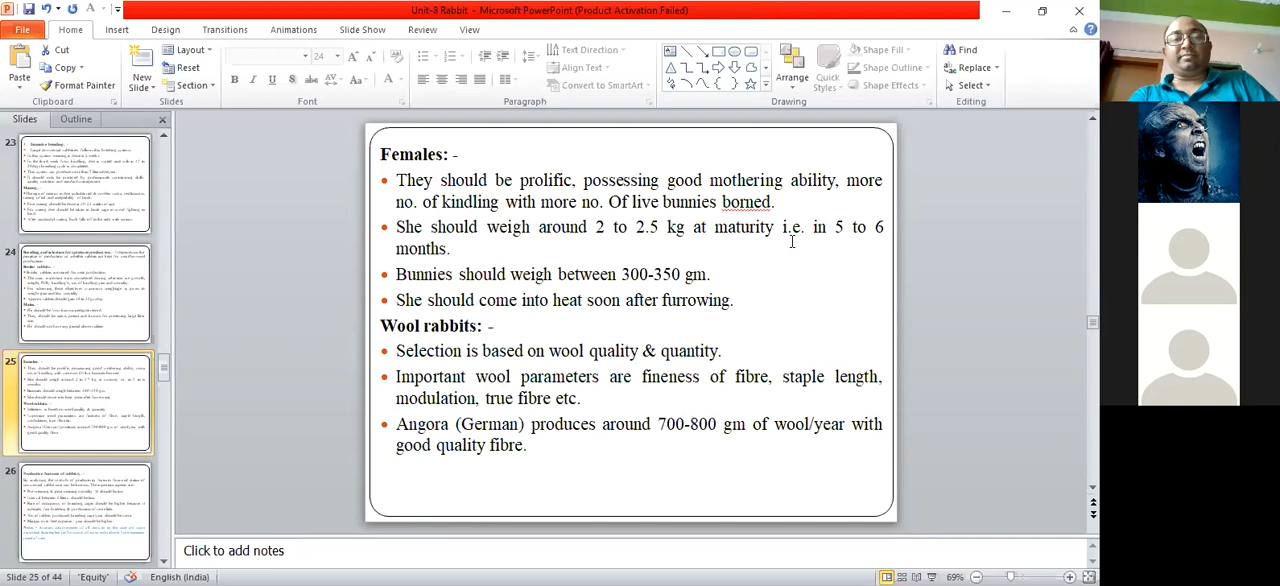 Unit-3 Rabbit - Microsoft PowerPoint (Product Activation Failed)
File Home Insert Design Transitions Animations Slide Show Review View
Paste Cut Copy Format Painter
Clipboard
New Slide Layout Reset Section
Slides
24
Font
Paragraph
Text Direction Align Text Convert to SmartArt
Arrange Quick Styles Shape Fill Shape Outline Shape Effects
Drawing
Find Replace Select
Editing
Slides Outline
23
24
25
26
Females: -
They should be prolific, possessing good mothering ability, more
no. of kindling with more no. Of live bunnies borned.
She should weigh around 2 to 2.5 kg at maturity i.e. in 5 to 6
months.
Bunnies should weigh between 300-350 gm.
She should come into heat soon after furrowing.
Wool rabbits: -
Selection is based on wool quality & quantity.
Important wool parameters are fineness of fibre, staple length,
modulation, true fibre etc.
Angora (German) produces around 700-800 gm of wool/year with
good quality fibre.
Click to add notes
Slide 25 of 44 "Equity" English (India) 69%